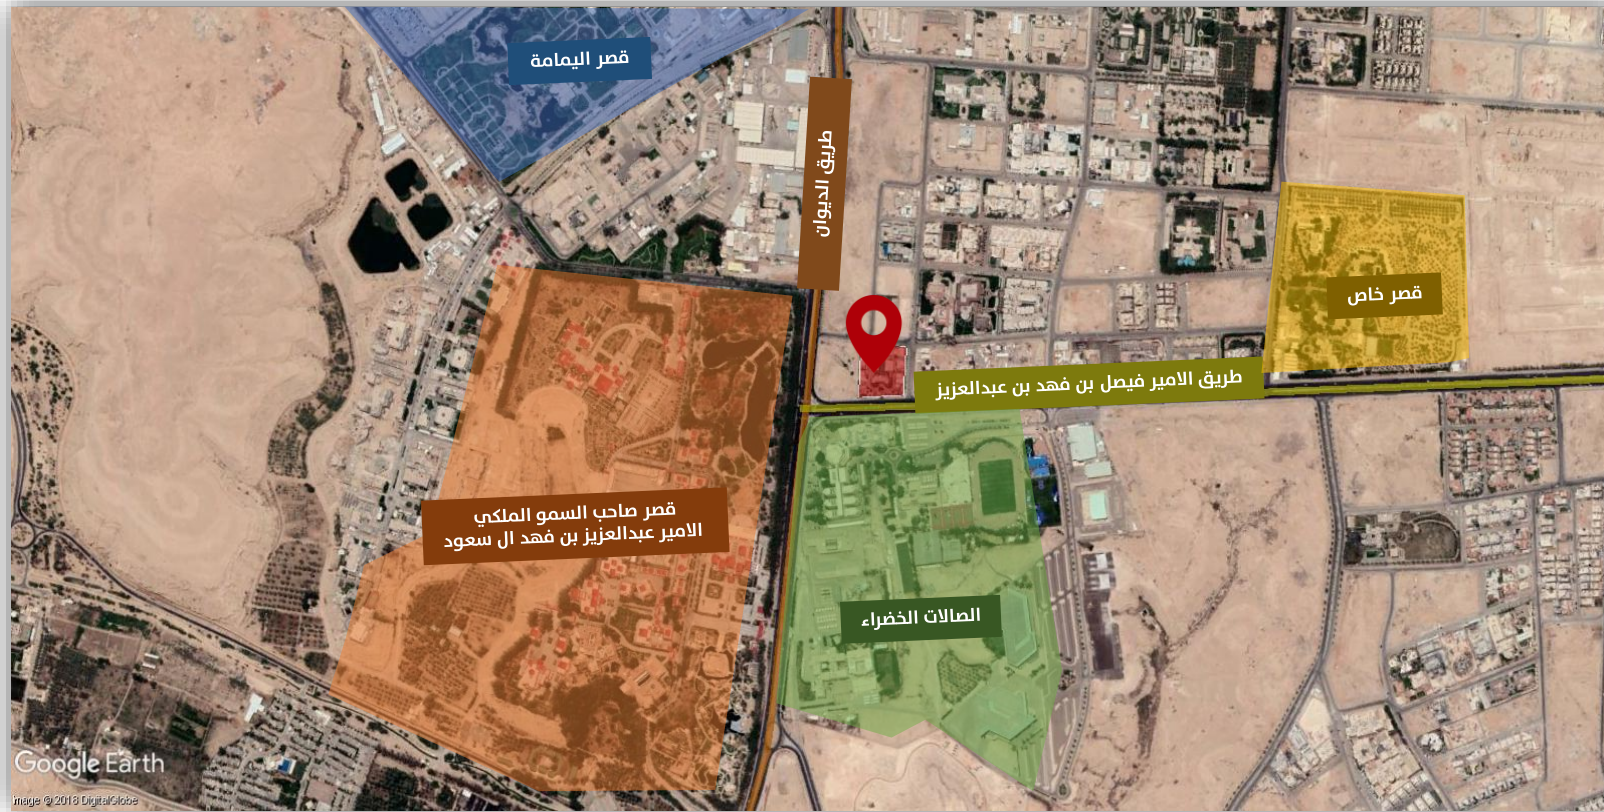 قصر اليمامة
طريق الديوان
قصر خاص
طريق الامير فيصل بن فهد بن عبدالعزيز
قصر صاحب السمو الملكي
الامير عبدالعزيز بن فهد ال سعود
الصالات الخضراء
Google Earth
Image © 2018 DigitalGlobe